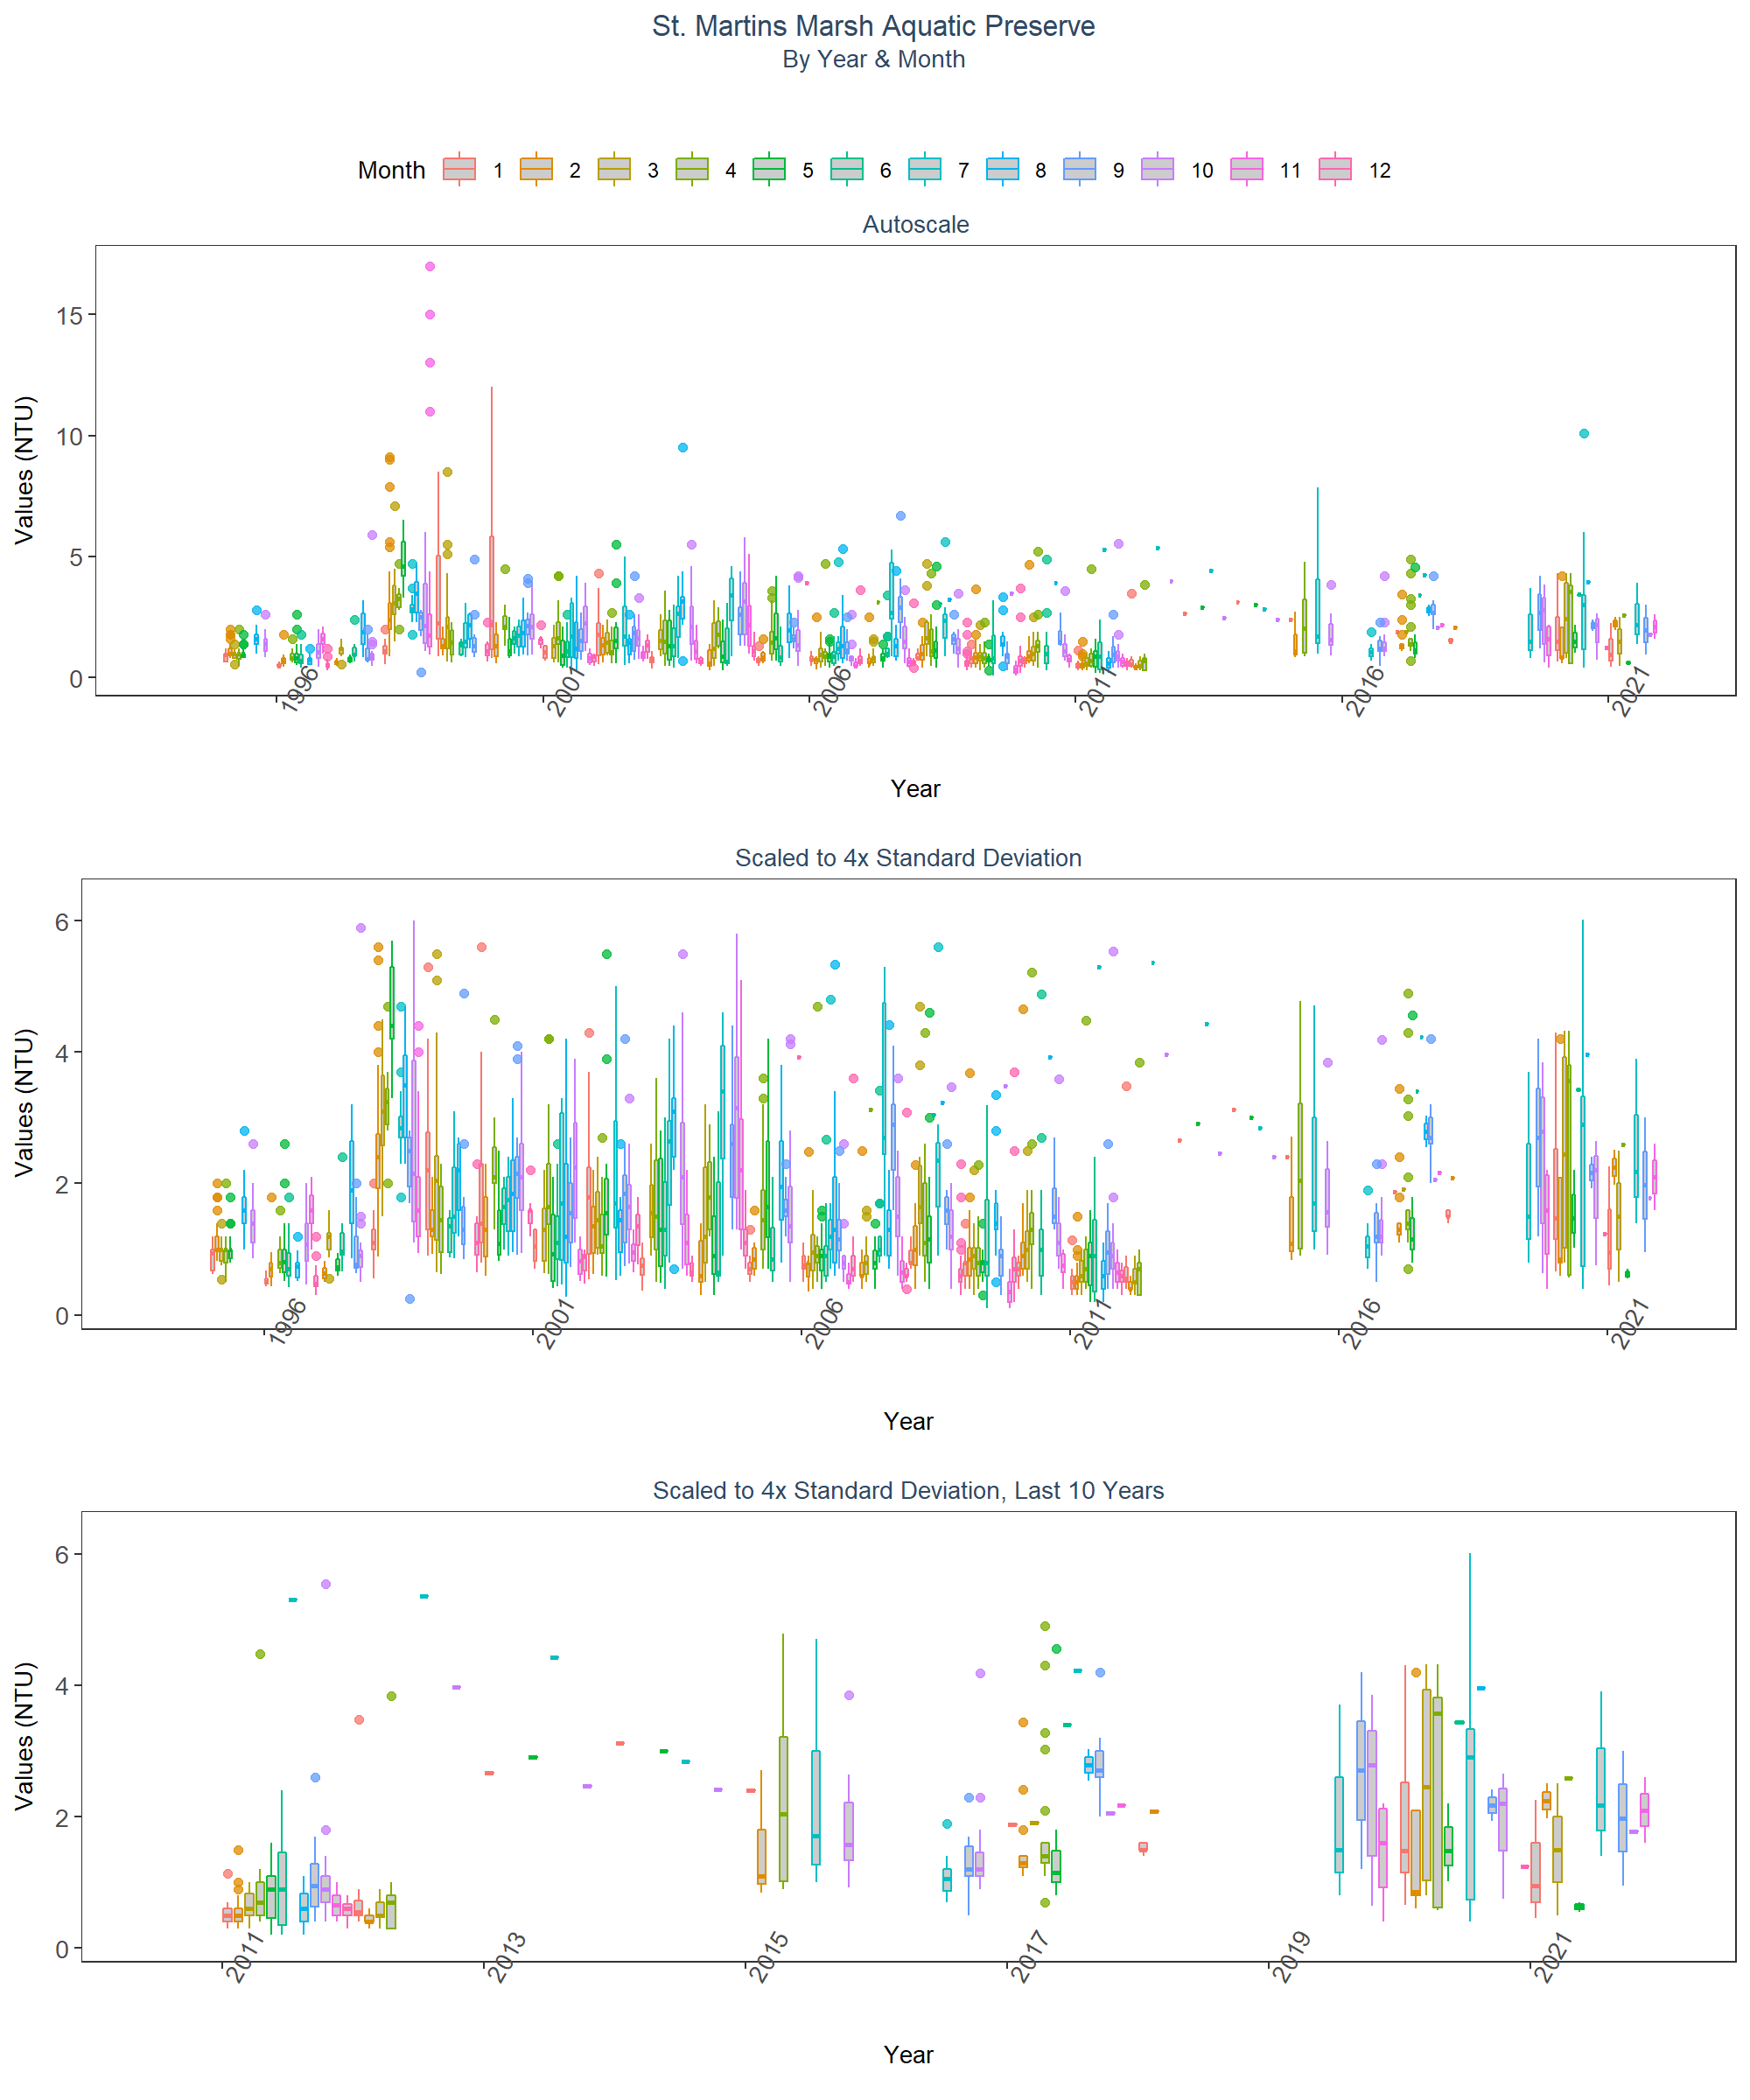 St. Martins Marsh Aquatic Preserve
By Year & Month
Month 1 2 3 4 5 6 7 8 9 10 11 12
Autoscale
Values (NTU)
15
10
5
0
1996 2001 2006 2011 2016 2021
Year
Scaled to 4x Standard Deviation
Values (NTU)
6
4
2
0
1996 2001 2006 2011 2016 2021
Year
Scaled to 4x Standard Deviation, Last 10 Years
Values (NTU)
6
4
2
0
2011 2013 2015 2017 2019 2021
Year